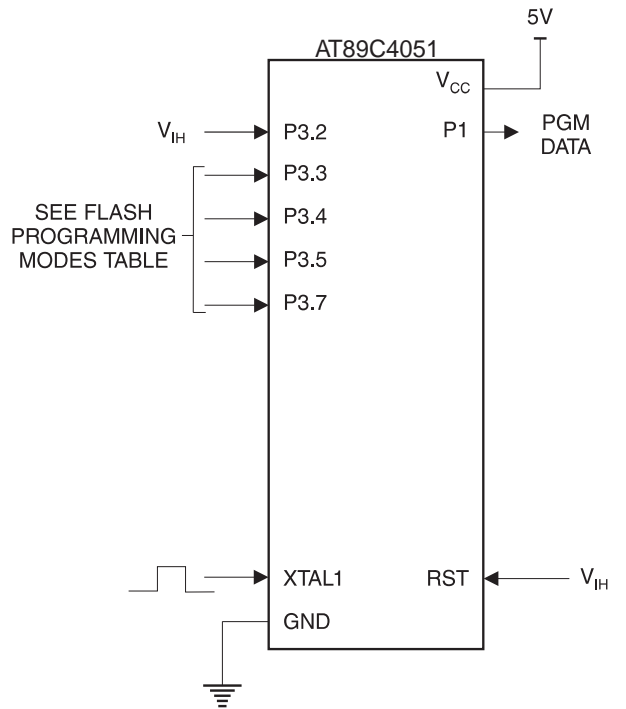 5V
AT89C4051
VCC
VIH
P3.2
P1
PGM
DATA
P3.3
SEE FLASH
PROGRAMMING
MODES TABLE
P3.4
P3.5
P3.7
XTAL1
RST
VIH
GND